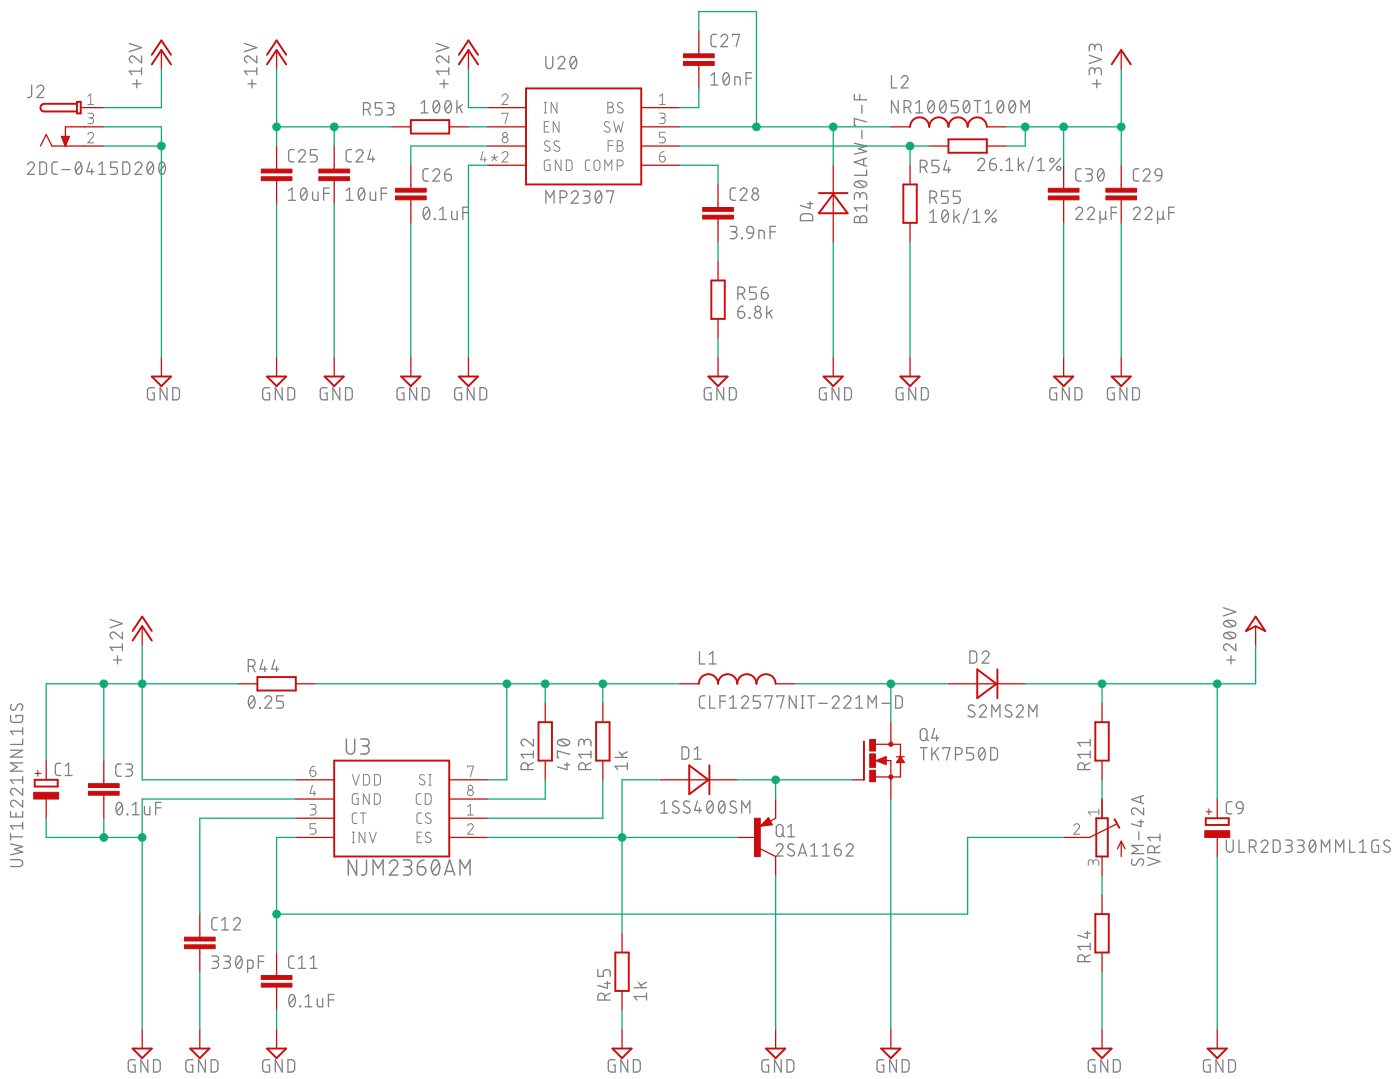 +12V
J2
1
3
2
2DC-0415D200
GND
+12V
C25
10uF
GND
C24
10uF
GND
R53
100k
C26
0.1uF
GND
+12V
GND
U20
2 IN BS 1
7 EN SW 3
8 SS FB 5
4*2 GND COMP 6
MP2307
C27
10nF
C28
3.9nF
R56
6.8k
GND
D4
B130LAW-7-F
GND
L2
NR10050T100M
R54
26.1k/1%
R55
10k/1%
GND
+3V3
C30
22µF
GND
C29
22µF
GND
+12V
UWT1E221MNL1GS
+
C1
C3
0.1uF
GND
R44
0.25
U3
6 VDD SI 7
4 GND CD 8
3 CT CS 1
5 INV ES 2
NJM2360AM
C12
330pF
GND
C11
0.1uF
GND
R12
470
R13
1k
R45
1k
GND
L1
CLF12577NIT-221M-D
D1
1SS400SM
Q1
2SA1162
GND
Q4
TK7P50D
GND
D2
S2MS2M
R11
1
2
3
SM-42A
VR1
R14
GND
+200V
+
C9
ULR2D330MML1GS
GND